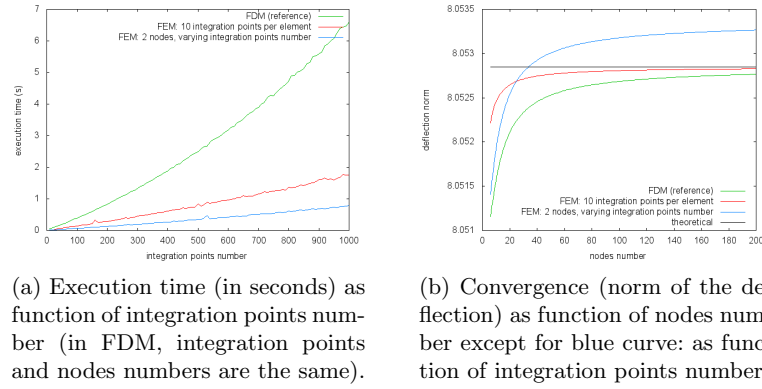 7
6
5
4
3
2
1
0
execution time (s)
FDM (reference)
FEM: 10 integration points per element
FEM: 2 nodes, varying integration points number
0 100 200 300 400 500 600 700 800 900 1000
integration points number
(a) Execution time (in seconds) as
function of integration points num-
ber (in FDM, integration points
and nodes numbers are the same).
8.0535
8.053
8.0525
8.052
8.0515
8.051
deflection norm
FDM (reference)
FEM: 10 integration points per element
FEM: 2 nodes, varying integration points number
theoretical
0 20 40 60 80 100 120 140 160 180 200
nodes number
(b) Convergence (norm of the de
flection) as function of nodes num
ber except for blue curve: as func
tion of integration points number